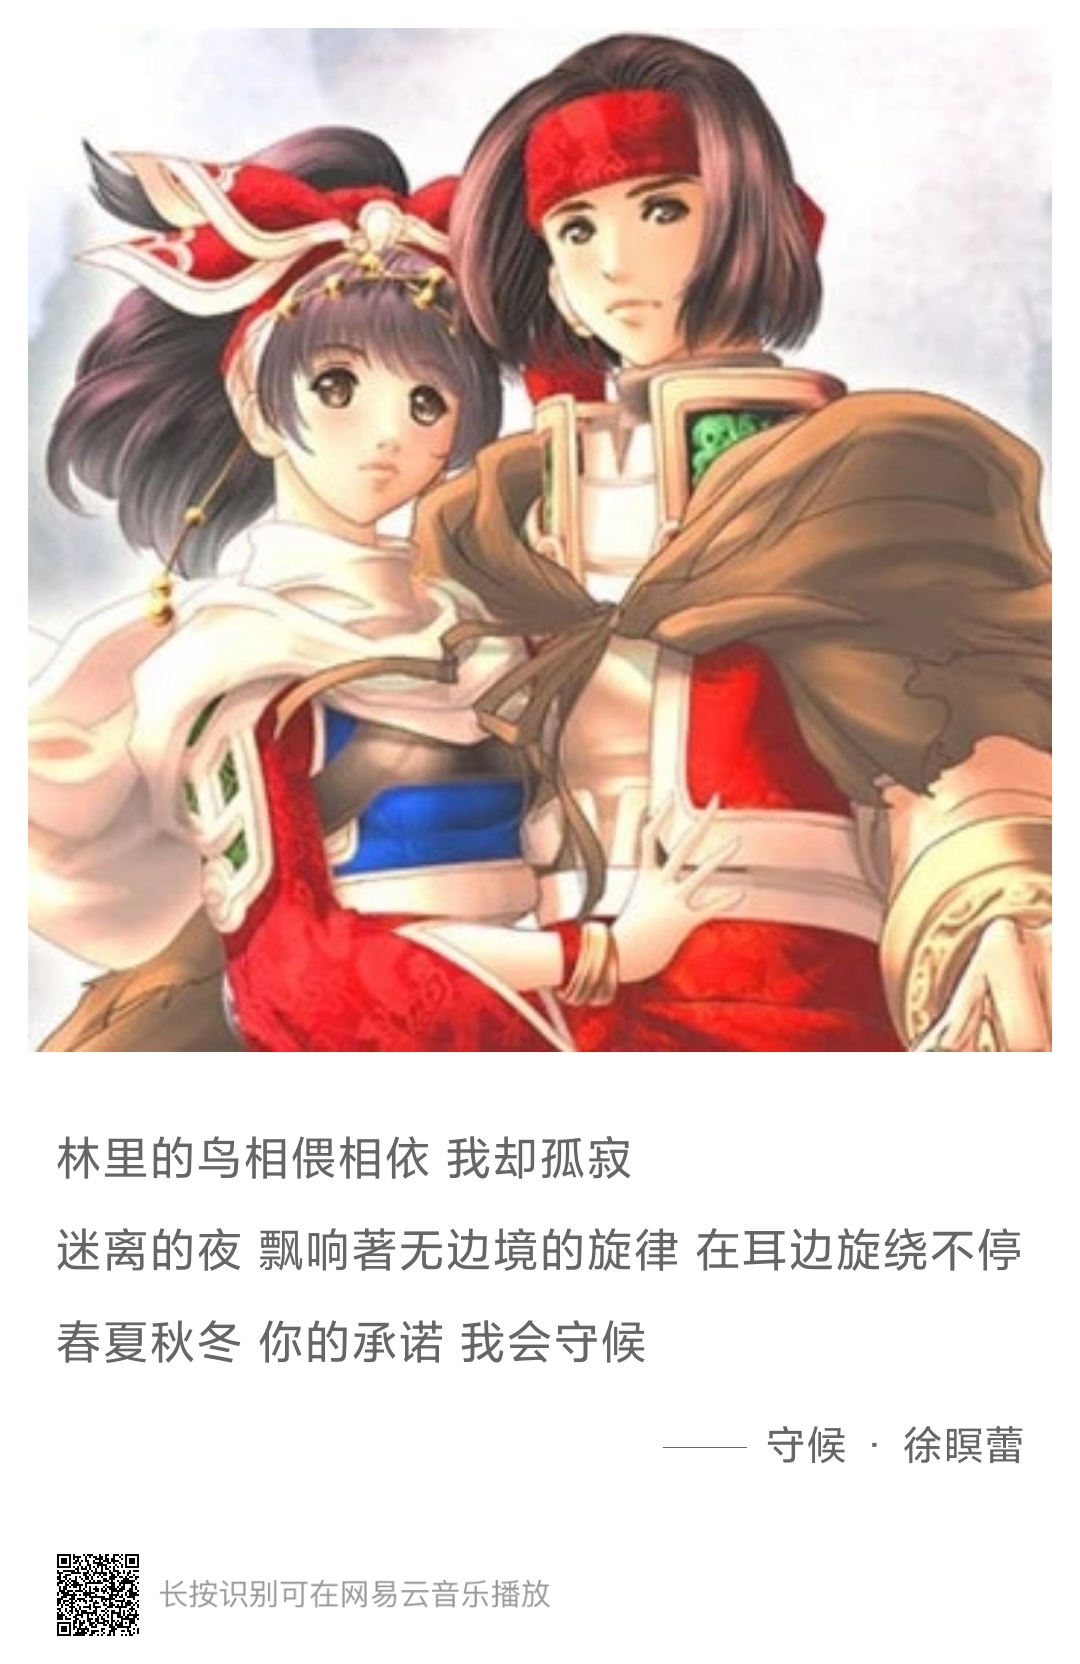 林里的鸟相偎相依 我却孤寂
迷离的夜 飘响著无边境的旋律 在耳边旋绕不停
春夏秋冬 你的承诺 我会守候
—— 守候 · 徐暝蕾
长按识别可在网易云音乐播放